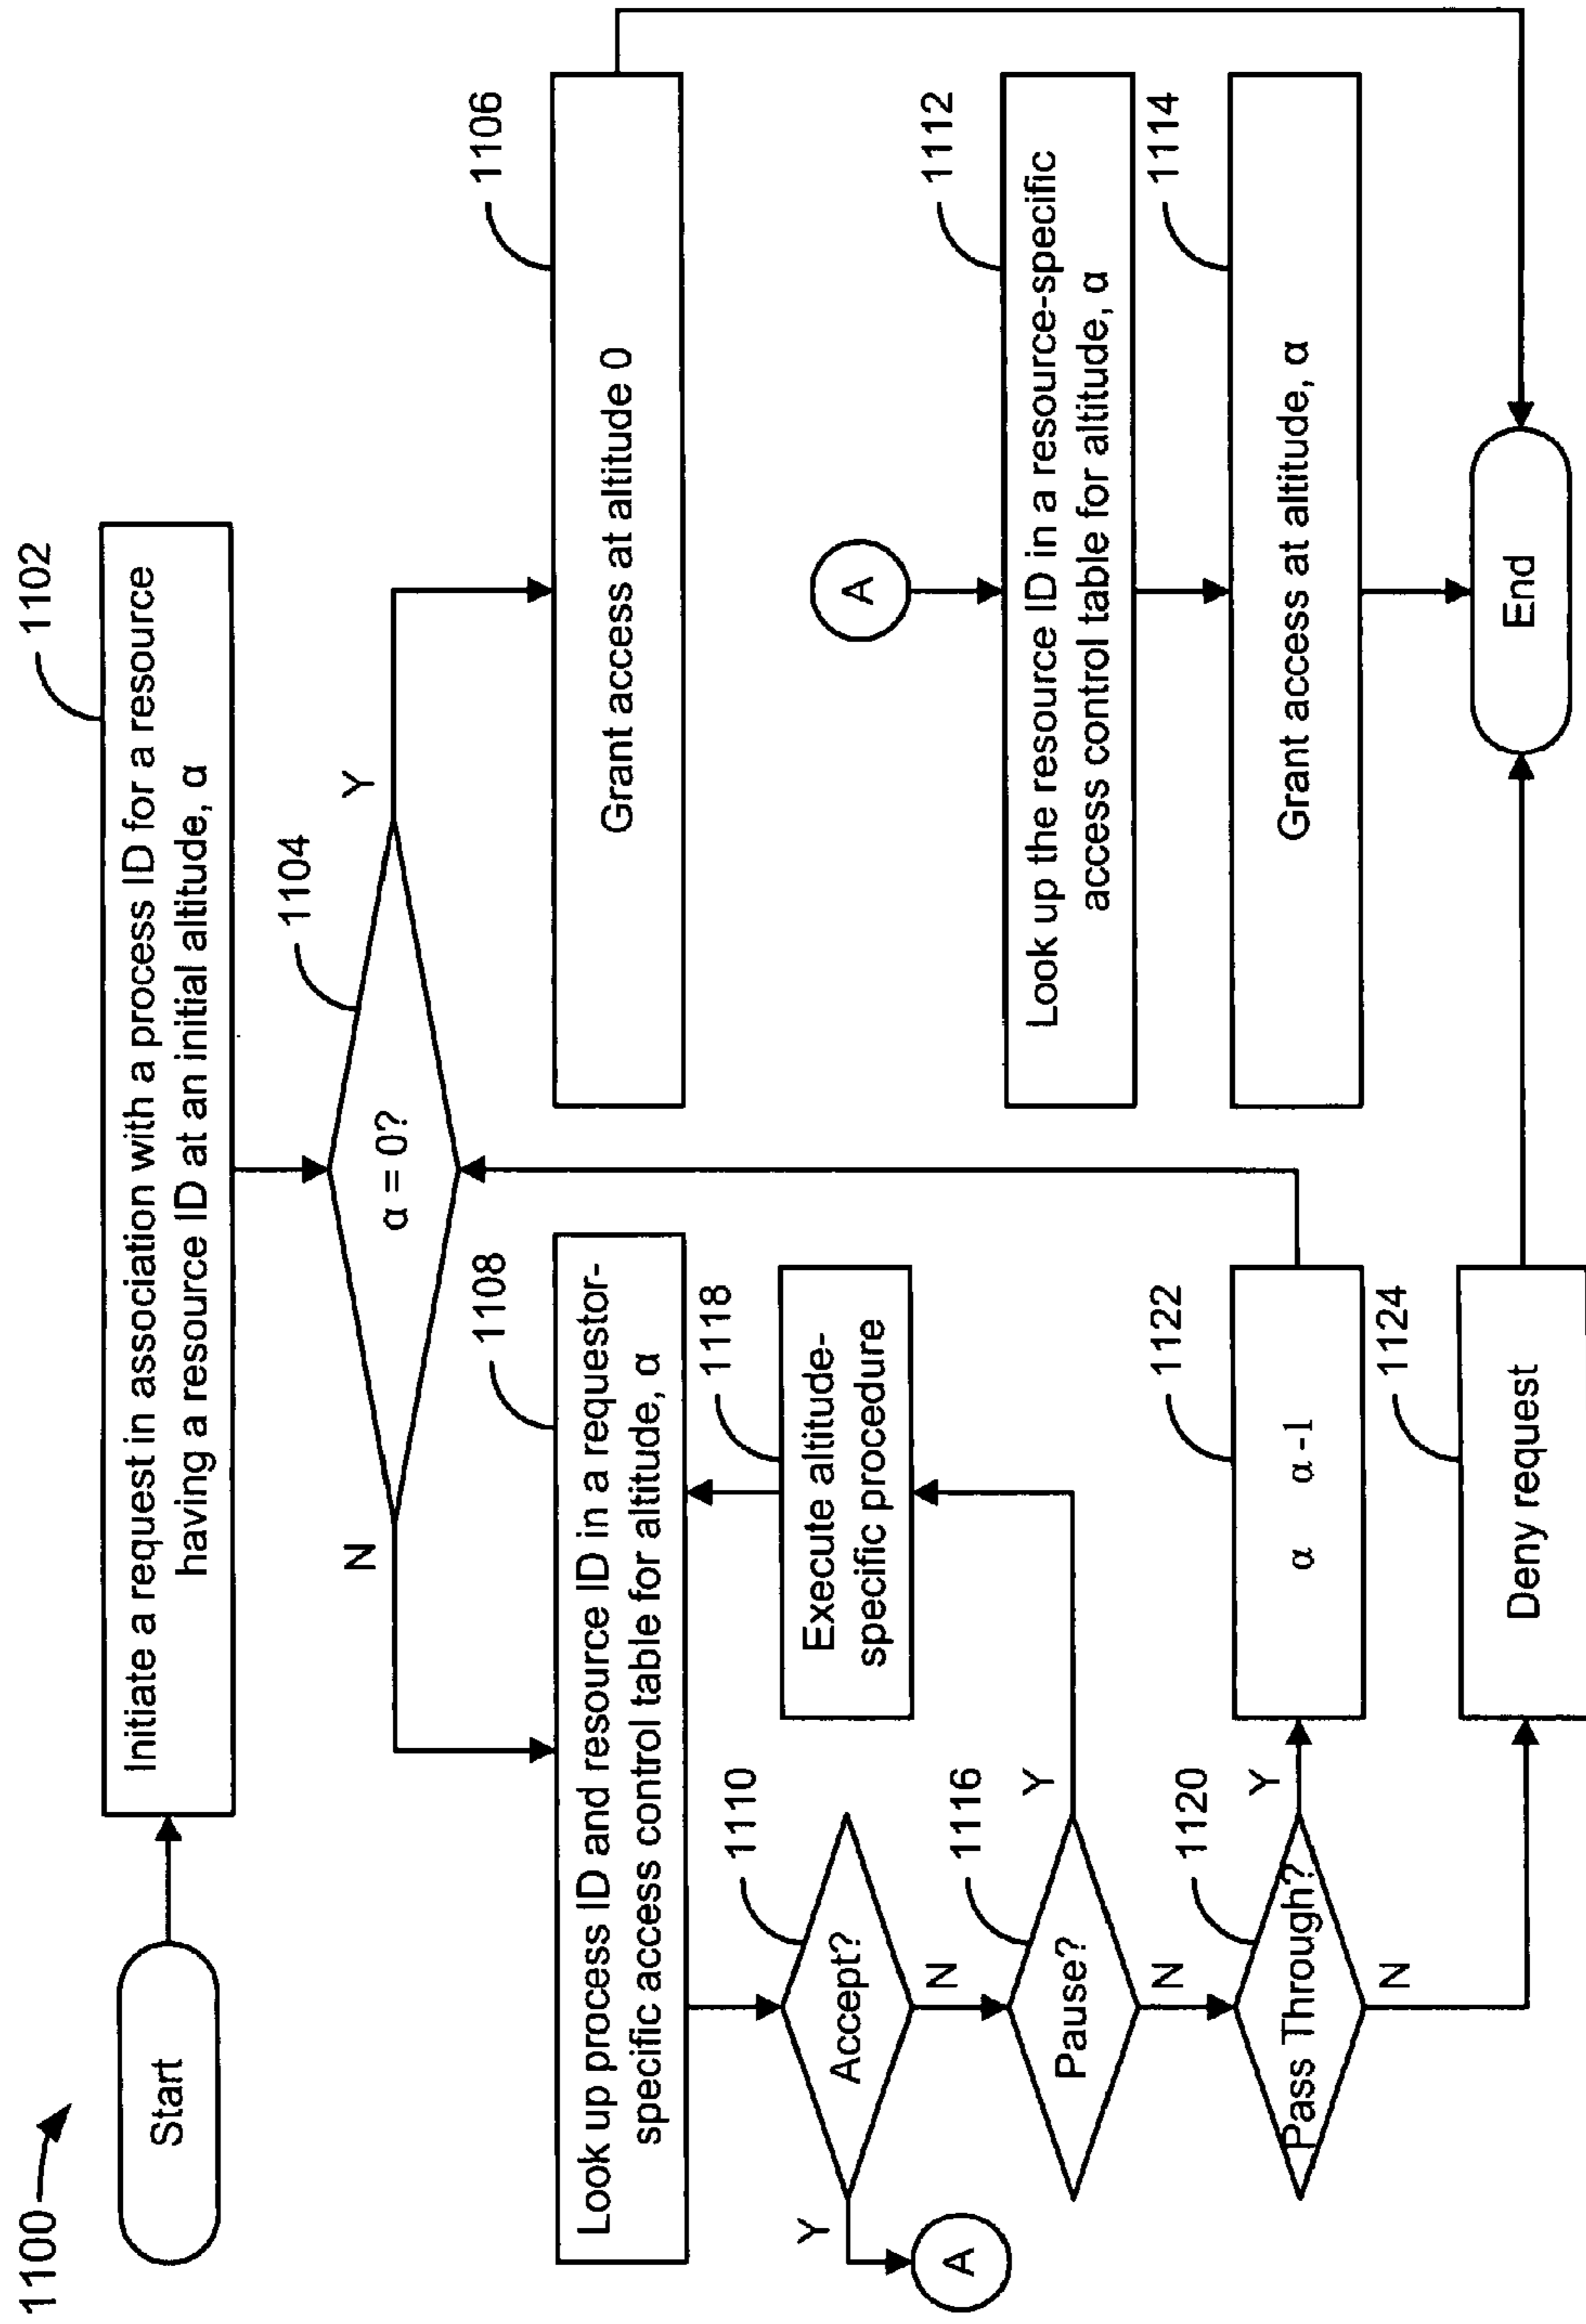 1100
Start
1102
Initiate a request in association with a process ID for a resource
having a resource ID at an initial altitude, α
1104
α = 0?
N
Y
1106
Grant access at altitude 0
1108
Look up process ID and resource ID in a requestor-
specific access control table for altitude, α
1110
Accept?
Y
N
A
1116
Pause?
Y
N
1118
Execute altitude-
specific procedure
1120
Pass Through?
Y
N
1122
α α-1
1124
Deny request
A
1112
Look up the resource ID in a resource-specific
access control table for altitude, α
1114
Grant access at altitude, α
End